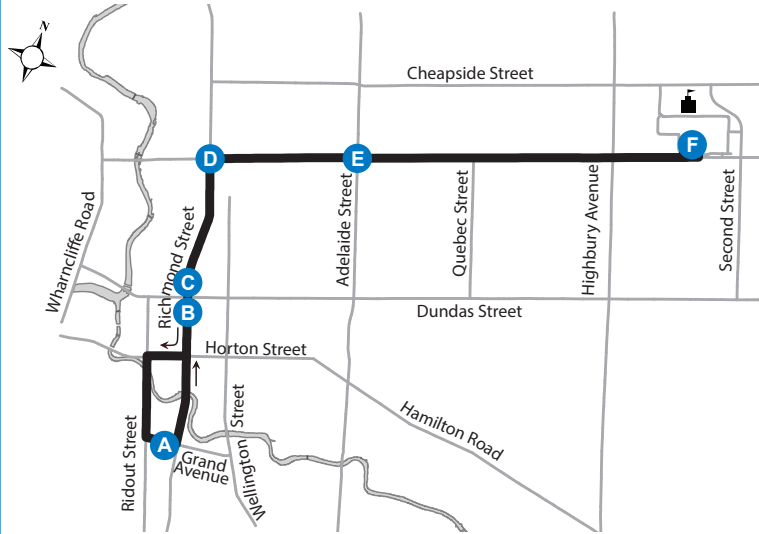 N
Cheapside Street
D
E
F
Wharncliffe Road
Richmond Street
Adelaide Street
Quebec Street
Highbury Avenue
Second Street
C
B
Dundas Street
Horton Street
Ridout Street
A
Grand
Avenue
Wellington Street
Hamilton Road